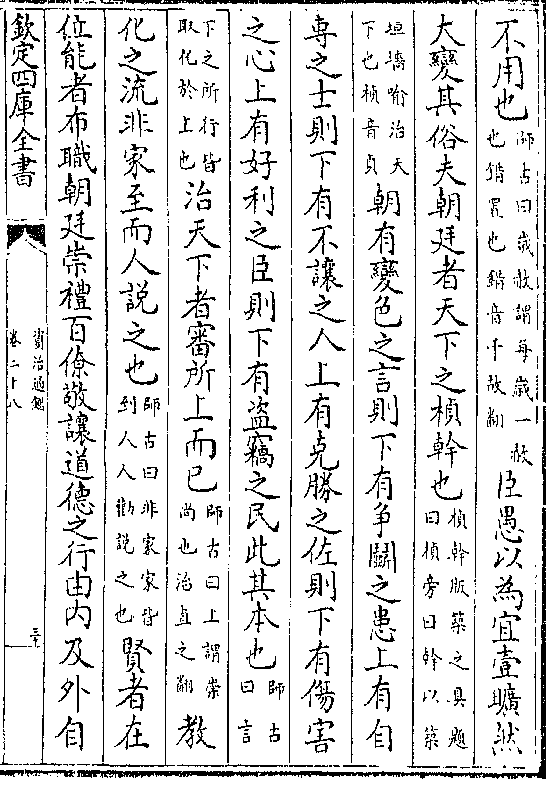 不用也師古曰歲赦謂每歲一赦也錯置也錯音千故翻臣愚以為宜壹曠然
大變其俗夫朝廷者天下之楨幹也楨幹版築之具題曰楨旁曰幹以築
垣墻喻治天下也楨音貞朝有變色之言則下有争鬭之患上有自
專之士則下有不讓之人上有克勝之佐則下有傷害
之心上有好利之臣則下有盜竊之民此其本也師古曰言
下之所行皆取化於上也治天下者審所上而已師古曰上謂崇尚也治直之翻教
化之流非家至而人說之也師古曰非家家皆到人人勸說之也賢者在
位能者布職朝廷崇禮百僚敬讓道德之行由内及外自
欽定四庫全書
資治通鑑
卷二十八